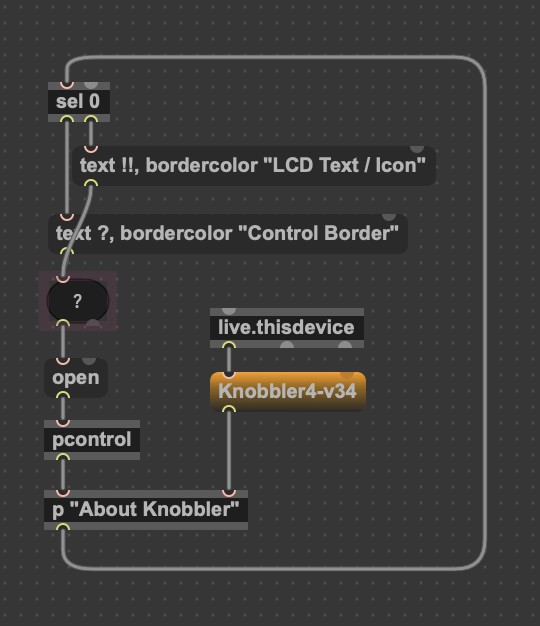 sel 0
text !!, bordercolor "LCD Text / Icon"
text ?, bordercolor "Control Border"
?
live.thisdevice
open
Knobbler4-v34
pcontrol
p "About Knobbler"